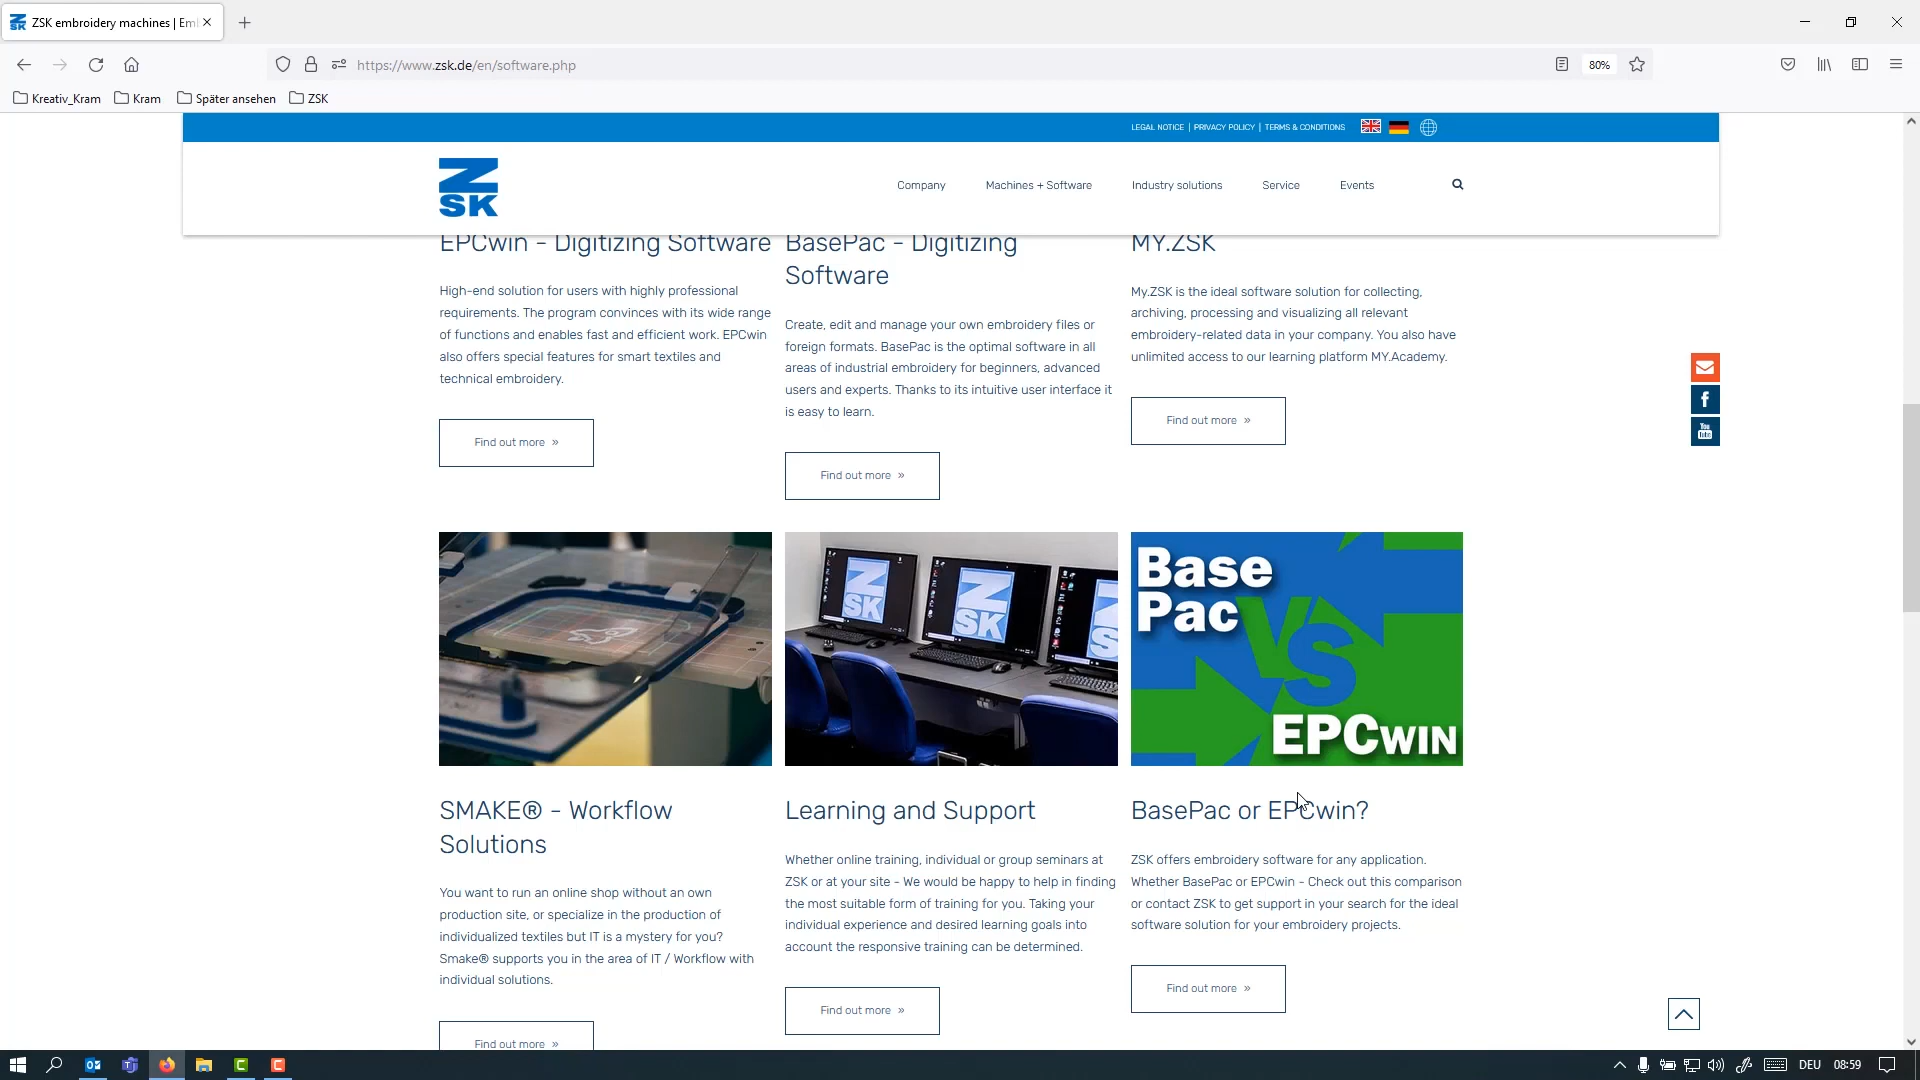 ZSK embroidery machines | Em
https://www.zsk.de/en/software.php
80%
Kreativ_Kram
Kram
Später ansehen
ZSK
LEGAL NOTICE | PRIVACY POLICY | TERMS & CONDITIONS
ZSK
Company
Machines + Software
Industry solutions
Service
Events
EPCwin - Digitizing Software
High-end solution for users with highly professional
requirements. The program convinces with its wide range
of functions and enables fast and efficient work. EPCwin
also offers special features for smart textiles and
technical embroidery.
Find out more »
BasePac - Digitizing
Software
Create, edit and manage your own embroidery files or
foreign formats. BasePac is the optimal software in all
areas of industrial embroidery for beginners, advanced
users and experts. Thanks to its intuitive user interface it
is easy to learn.
Find out more »
MY.ZSK
My.ZSK is the ideal software solution for collecting,
archiving, processing and visualizing all relevant
embroidery-related data in your company. You also have
unlimited access to our learning platform MY.Academy.
Find out more »
You
Tube
SMAKE® - Workflow
Solutions
You want to run an online shop without an own
production site, or specialize in the production of
individualized textiles but IT is a mystery for you?
Smake® supports you in the area of IT / Workflow with
individual solutions.
Find out more »
ZSK
ZSK
ZS
Learning and Support
Whether online training, individual or group seminars at
ZSK or at your site - We would be happy to help in finding
the most suitable form of training for you. Taking your
individual experience and desired learning goals into
account the responsive training can be determined.
Find out more »
Base
Pac
VS
EPCWIN
BasePac or EPCwin?
ZSK offers embroidery software for any application.
Whether BasePac or EPCwin - Check out this comparison
or contact ZSK to get support in your search for the ideal
software solution for your embroidery projects.
Find out more »
DEU
08:59